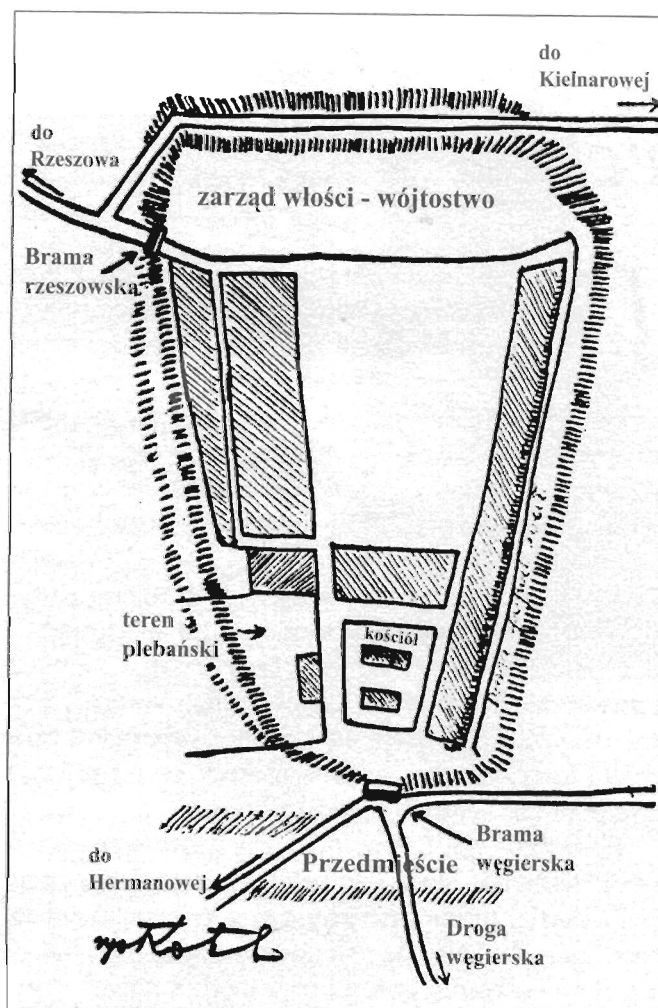 do
Kielnarowej
do
Rzeszowa
zarząd włości - wójtostwo
Brama
rzeszowska
teren
plebański
kościół
Brama
węgierska
do
Hermanowej
Przedmieście
Droga
węgierska